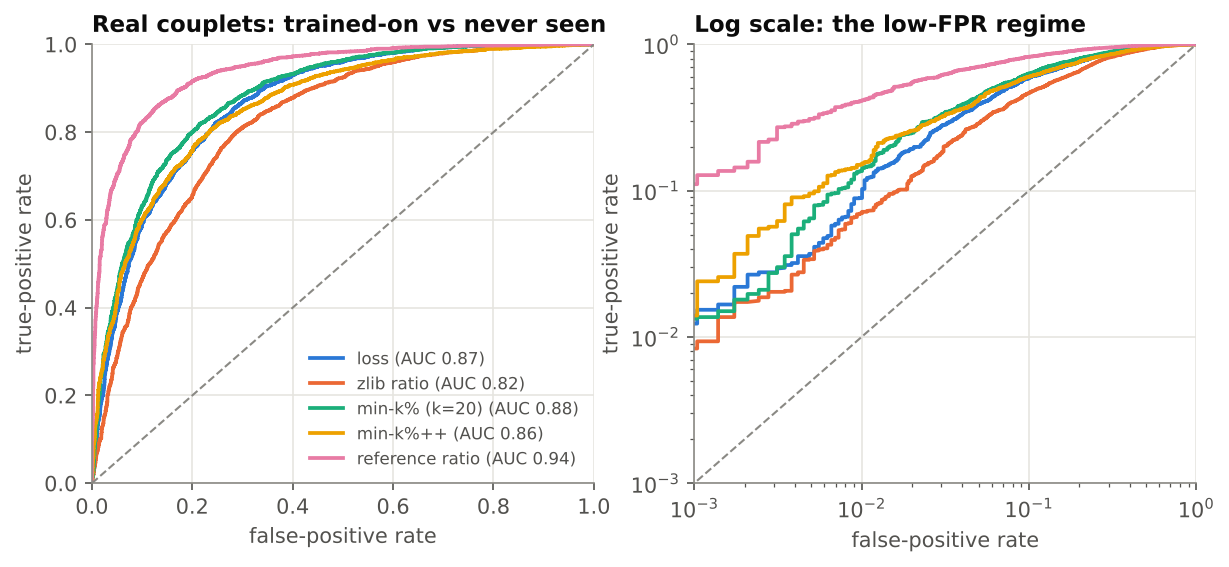 Real couplets: trained-on vs never seen
1.0
0.8
0.6
0.4
0.2
0.0
true-positive rate
0.0
0.2
0.4
0.6
0.8
1.0
false-positive rate
loss (AUC 0.87)
zlib ratio (AUC 0.82)
min-k% (k=20) (AUC 0.88)
min-k%++ (AUC 0.86)
reference ratio (AUC 0.94)
Log scale: the low-FPR regime
10⁰
10⁻¹
10⁻²
10⁻³
true-positive rate
10⁻³
10⁻²
10⁻¹
10⁰
false-positive rate